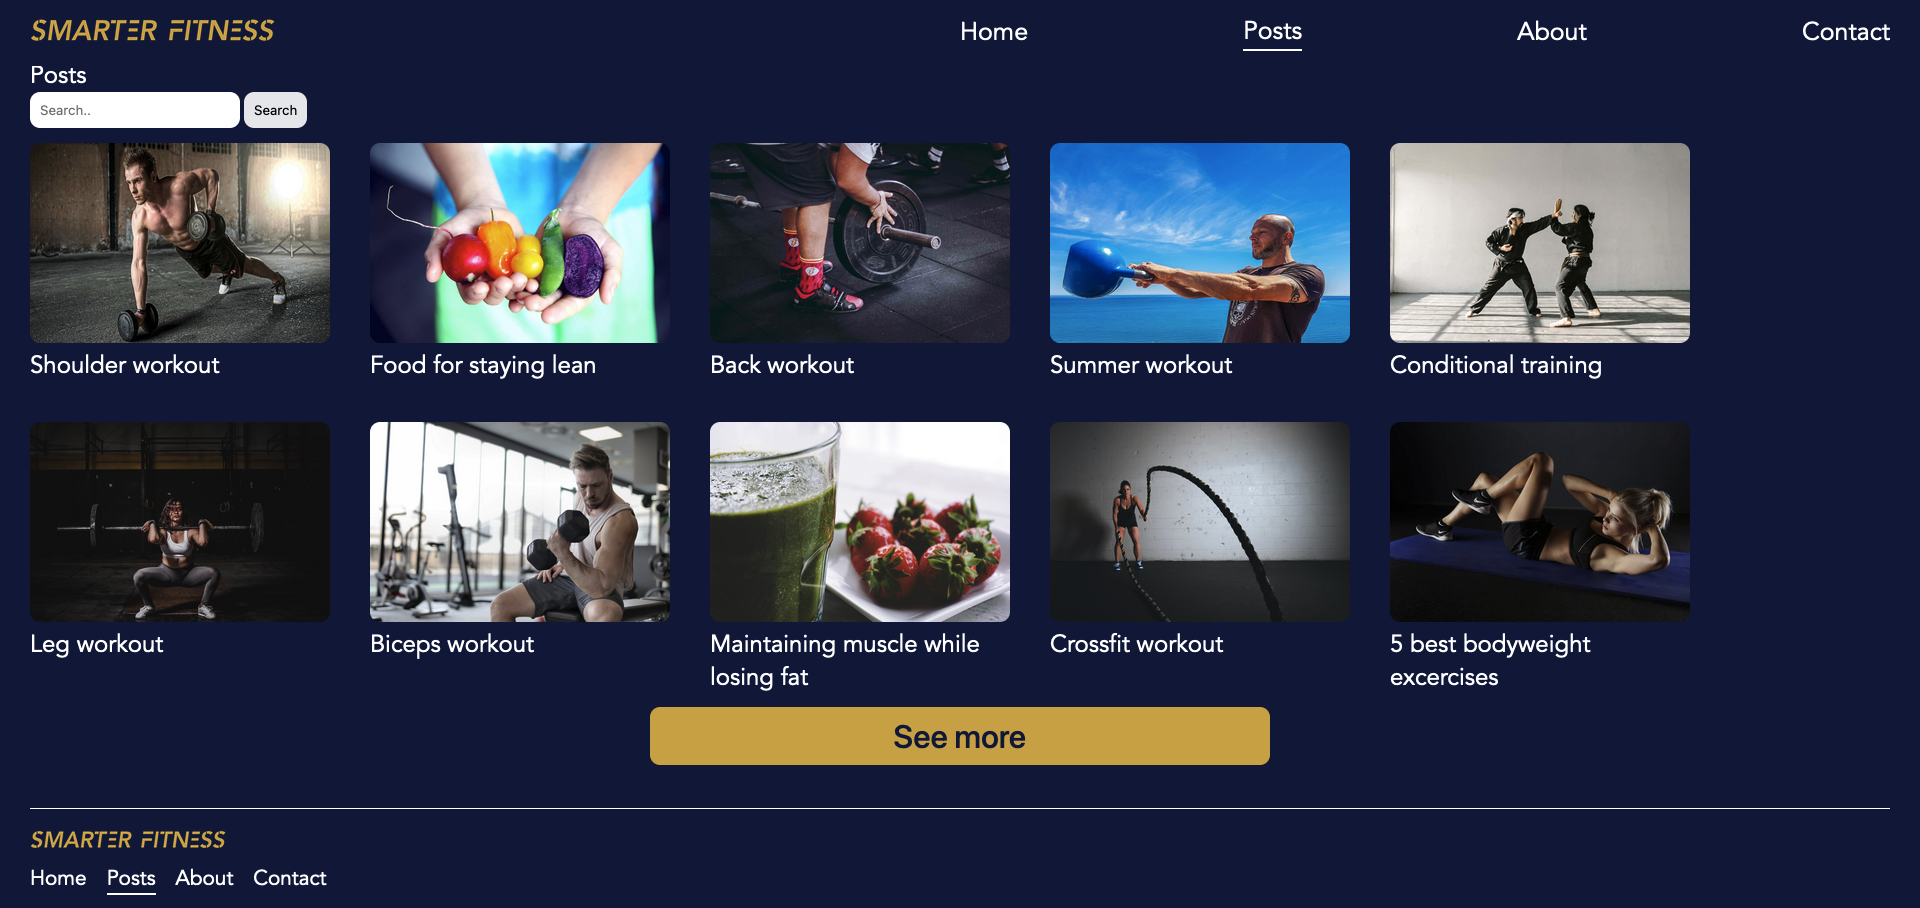 SMARTER FITNESS
Home
Posts
About
Contact
Posts
Search..
Search
Shoulder workout
Food for staying lean
Back workout
Summer workout
Conditional training
Leg workout
Biceps workout
Maintaining muscle while
losing fat
Crossfit workout
5 best bodyweight
excercises
See more
SMARTER FITNESS
Home
Posts
About
Contact